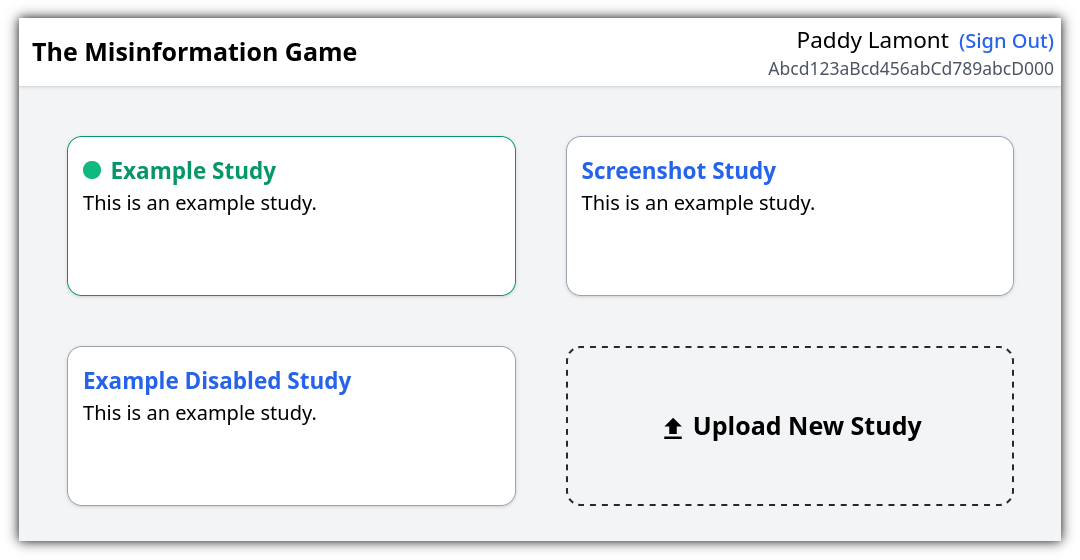 The Misinformation Game
Paddy Lamont (Sign Out)
Abcd123aBcd456abCd789abcD000
Example Study
This is an example study.
Screenshot Study
This is an example study.
Example Disabled Study
This is an example study.
Upload New Study